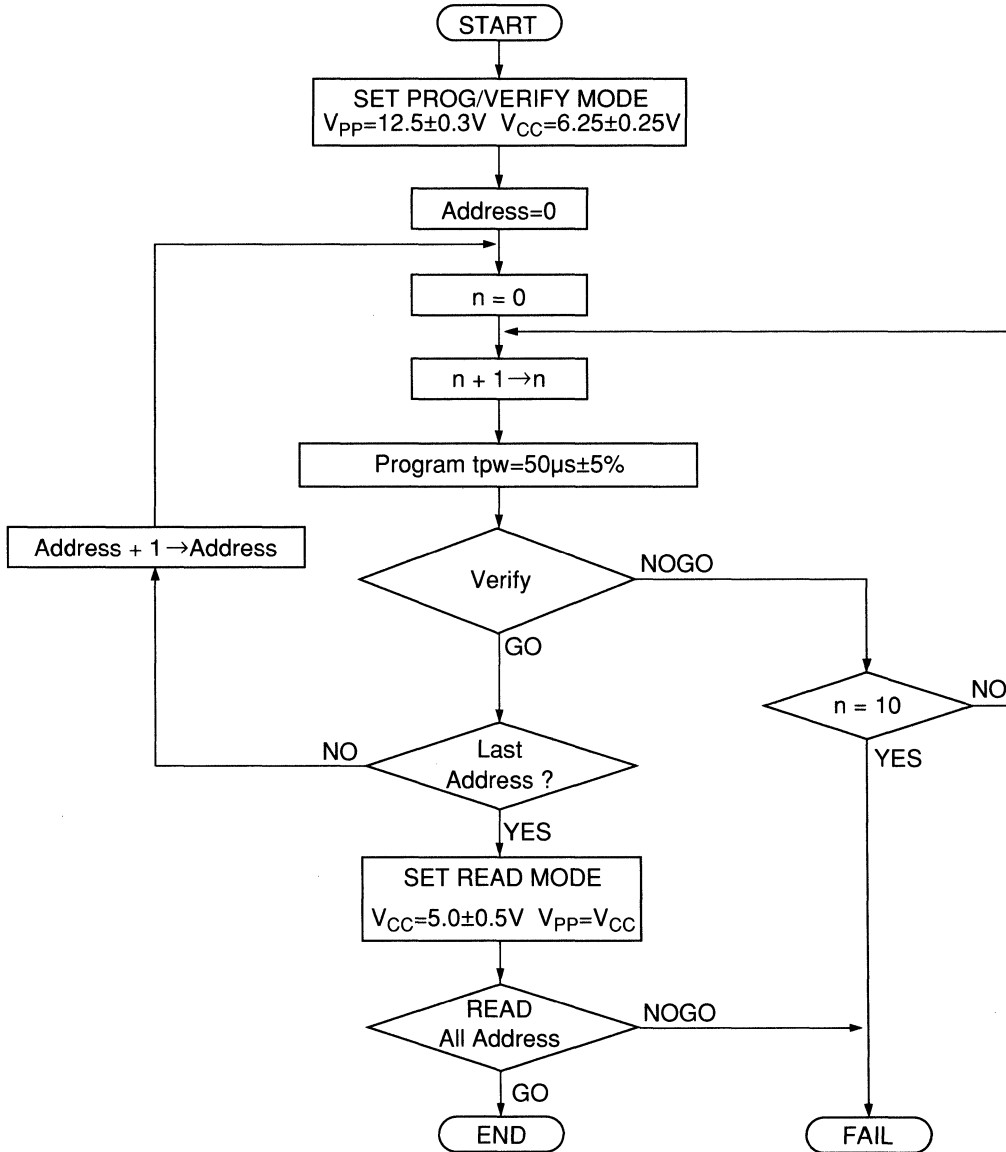 START
SET PROG/VERIFY MODE
VPP=12.5±0.3V VCC=6.25±0.25V
Address=0
n = 0
n + 1→n
Program tpw=50µs±5%
Address + 1→Address
Verify
NOGO
GO
n = 10
NO
YES
Last
Address ?
NO
YES
SET READ MODE
VCC=5.0±0.5V VPP=VCC
READ
All Address
NOGO
GO
END
FAIL